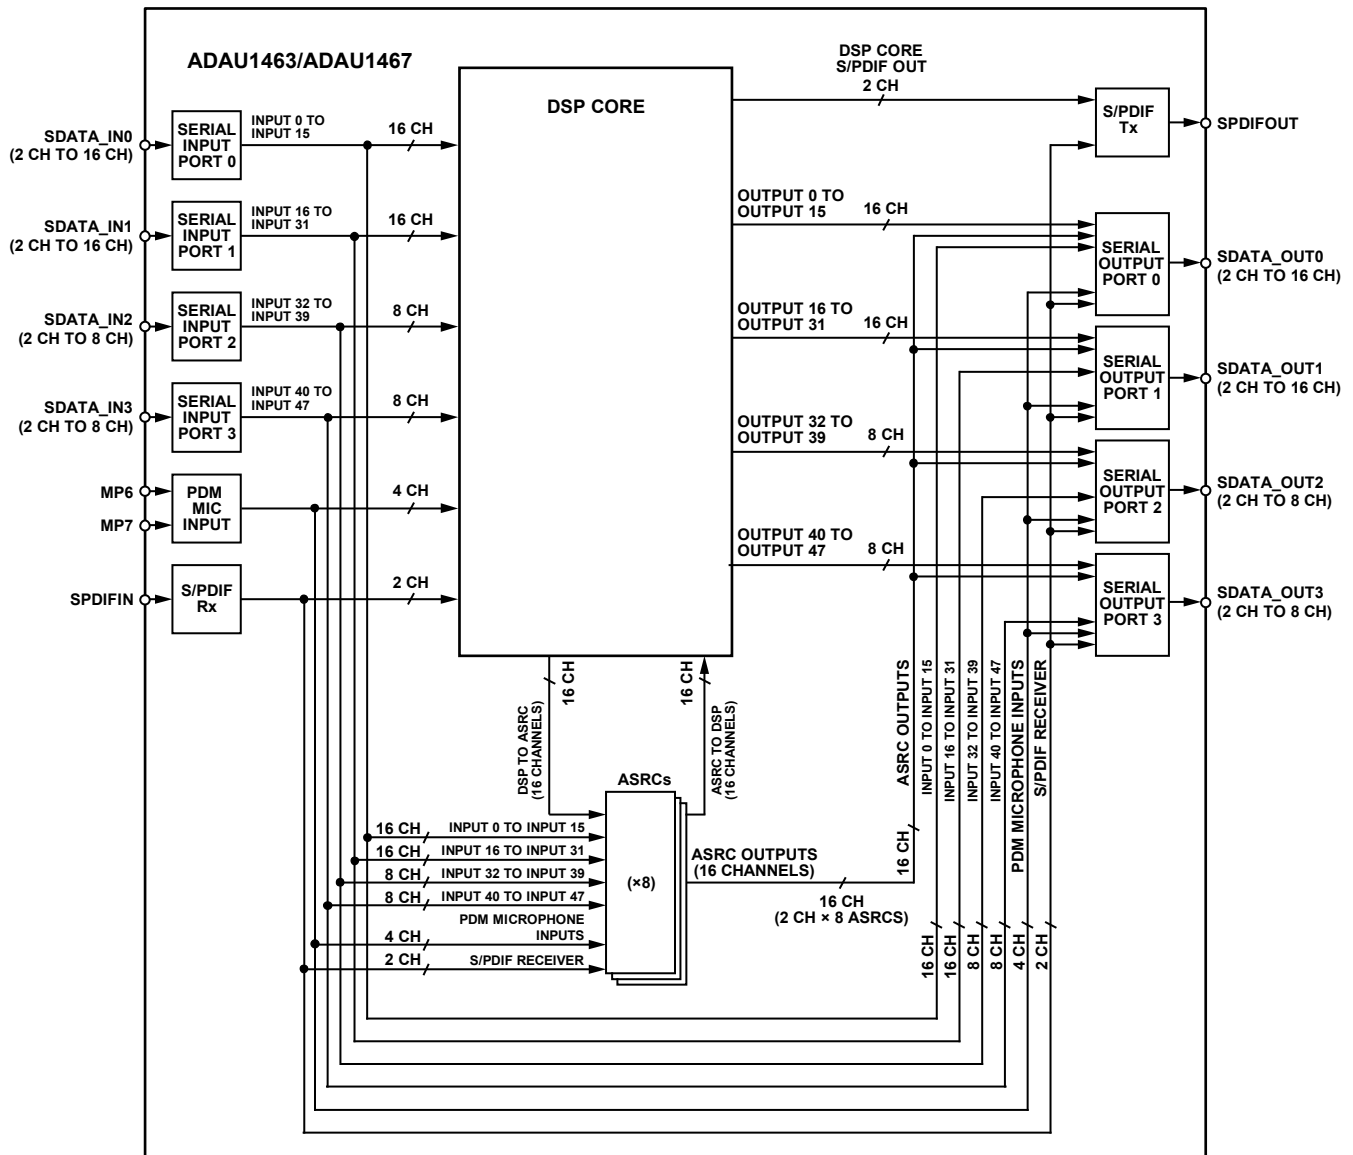 ADAU1463/ADAU1467
DSP CORE
DSP CORE
S/PDIF OUT
2 CH
S/PDIF
Tx
SPDIFOUT
SDATA_IN0
(2 CH TO 16 CH)
SERIAL
INPUT
PORT 0
INPUT 0 TO
INPUT 15
16 CH
SDATA_IN1
(2 CH TO 16 CH)
SERIAL
INPUT
PORT 1
INPUT 16 TO
INPUT 31
16 CH
SDATA_IN2
(2 CH TO 8 CH)
SERIAL
INPUT
PORT 2
INPUT 32 TO
INPUT 39
8 CH
SDATA_IN3
(2 CH TO 8 CH)
SERIAL
INPUT
PORT 3
INPUT 40 TO
INPUT 47
8 CH
MP6
MP7
PDM
MIC
INPUT
4 CH
SPDIFIN
S/PDIF
Rx
2 CH
OUTPUT 0 TO
OUTPUT 15
16 CH
SERIAL
OUTPUT
PORT 0
SDATA_OUT0
(2 CH TO 16 CH)
OUTPUT 16 TO
OUTPUT 31
16 CH
SERIAL
OUTPUT
PORT 1
SDATA_OUT1
(2 CH TO 16 CH)
OUTPUT 32 TO
OUTPUT 39
8 CH
SERIAL
OUTPUT
PORT 2
SDATA_OUT2
(2 CH TO 8 CH)
OUTPUT 40 TO
OUTPUT 47
8 CH
SERIAL
OUTPUT
PORT 3
SDATA_OUT3
(2 CH TO 8 CH)
16 CH
DSP TO ASRC
(16 CHANNELS)
16 CH
ASRC TO DSP
(16 CHANNELS)
ASRCs
(×8)
16 CH
INPUT 0 TO INPUT 15
16 CH
INPUT 16 TO INPUT 31
8 CH
INPUT 32 TO INPUT 39
8 CH
INPUT 40 TO INPUT 47
PDM MICROPHONE
INPUTS
4 CH
2 CH
S/PDIF RECEIVER
ASRC OUTPUTS
(16 CHANNELS)
16 CH
(2 CH × 8 ASRCS)
ASRC OUTPUTS
16 CH
INPUT 0 TO INPUT 15
16 CH
INPUT 16 TO INPUT 31
16 CH
INPUT 32 TO INPUT 39
8 CH
INPUT 40 TO INPUT 47
8 CH
PDM MICROPHONE INPUTS
4 CH
S/PDIF RECEIVER
2 CH